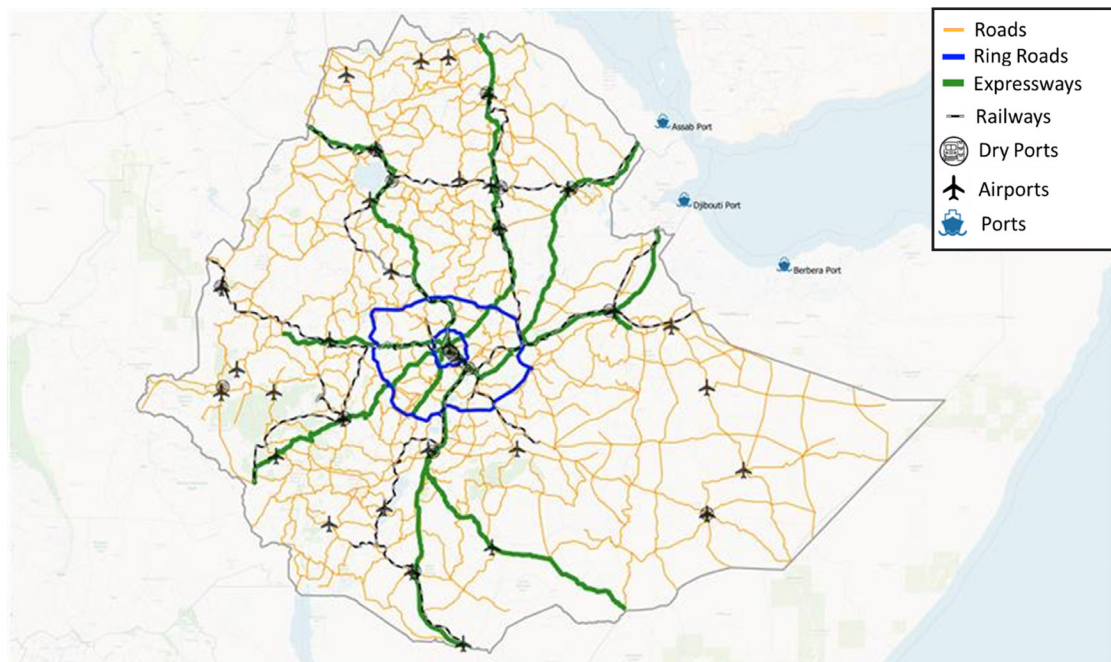 Roads
Ring Roads
Expressways
Railways
Dry Ports
Airports
Ports
Assab Port
Djibouti Port
Berbera Port